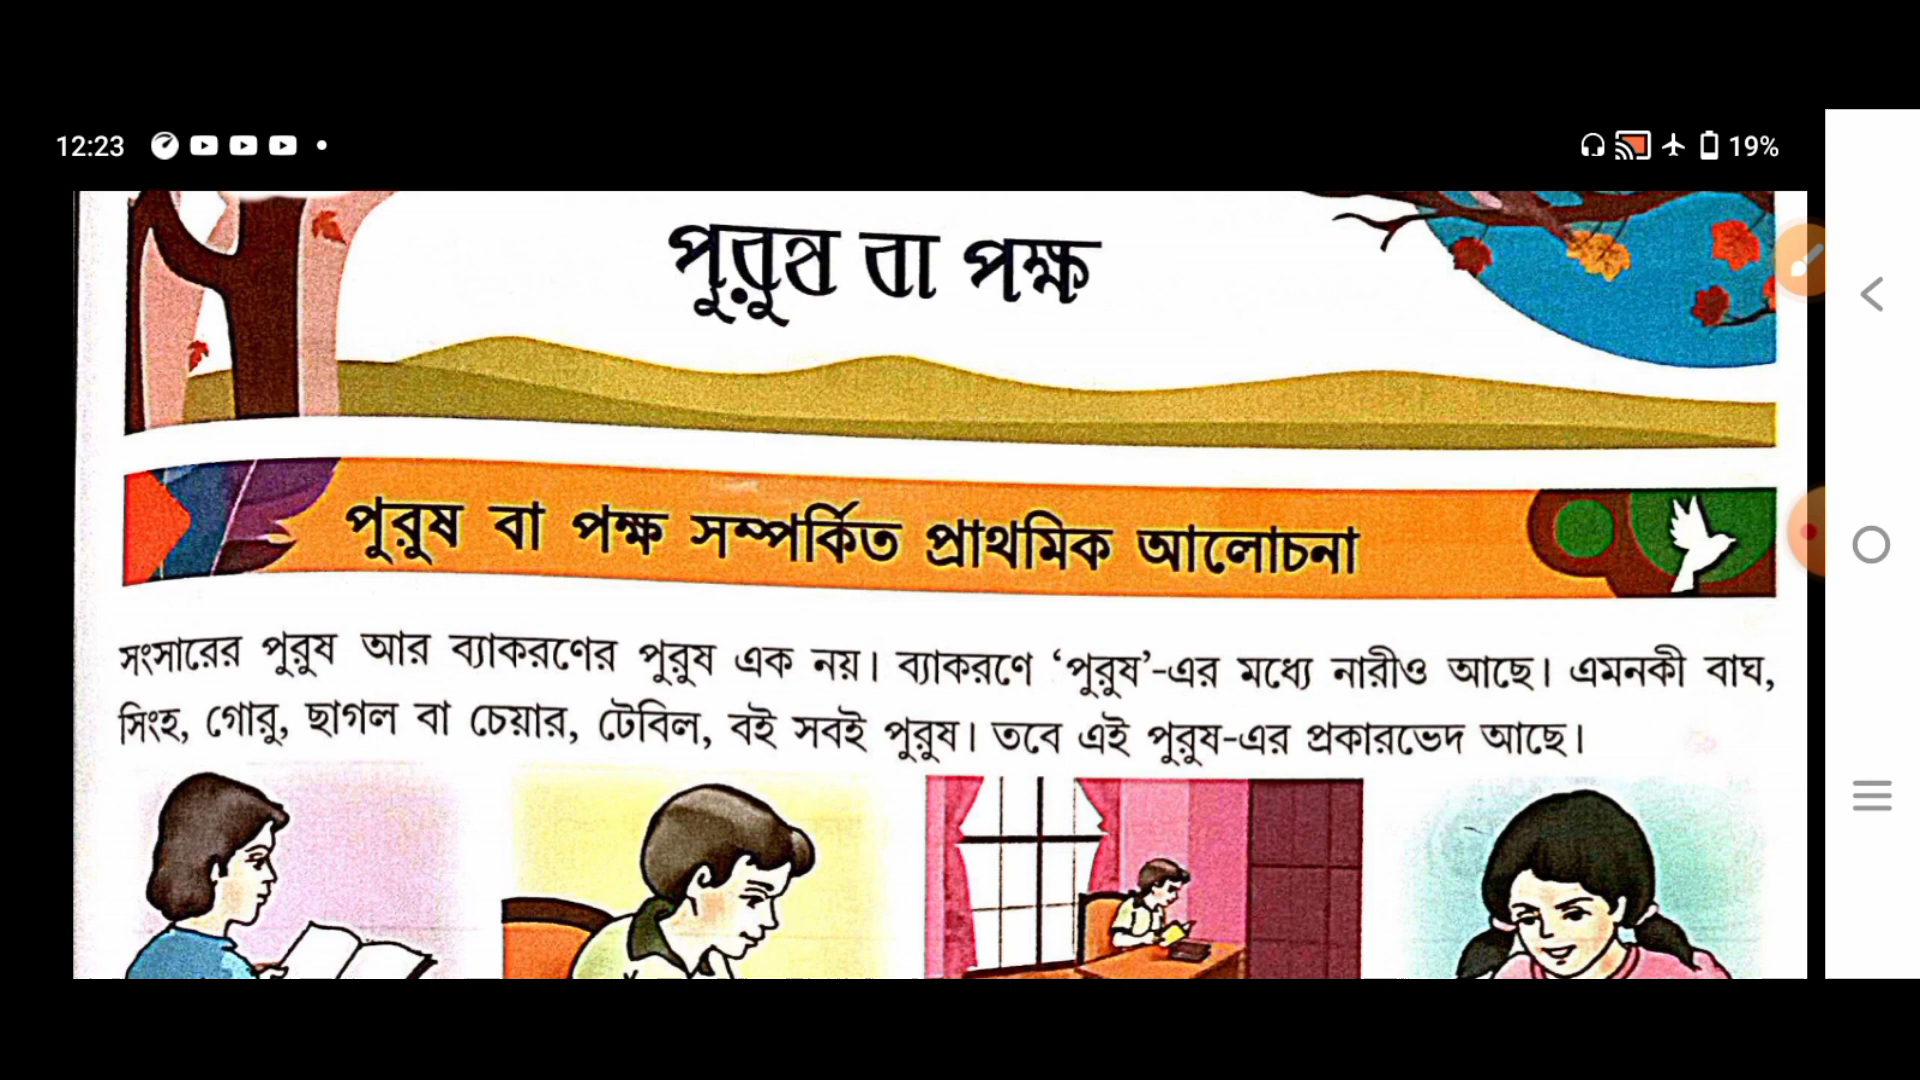 12:23
19%
পুরুষ বা পক্ষ
পুরুষ বা পক্ষ সম্পর্কিত প্রাথমিক আলোচনা
সংসারের পুরুষ আর ব্যাকরণের পুরুষ এক নয়। ব্যাকরণে ‘পুরুষ’-এর মধ্যে নারীও আছে। এমনকী বাঘ,
সিংহ, গোরু, ছাগল বা চেয়ার, টেবিল, বই সবই পুরুষ। তবে এই পুরুষ-এর প্রকারভেদ আছে।